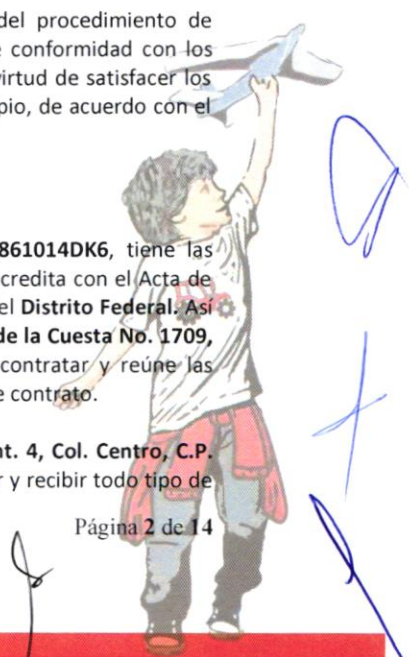 del procedimiento de
e conformidad con los
virtud de satisfacer los
pio, de acuerdo con el
861014DK6, tiene las
credita con el Acta de
el Distrito Federal. Así
de la Cuesta No. 1709,
contratar y reúne las
e contrato.
nt. 4, Col. Centro, C.P.
r y recibir todo tipo de
Página 2 de 14